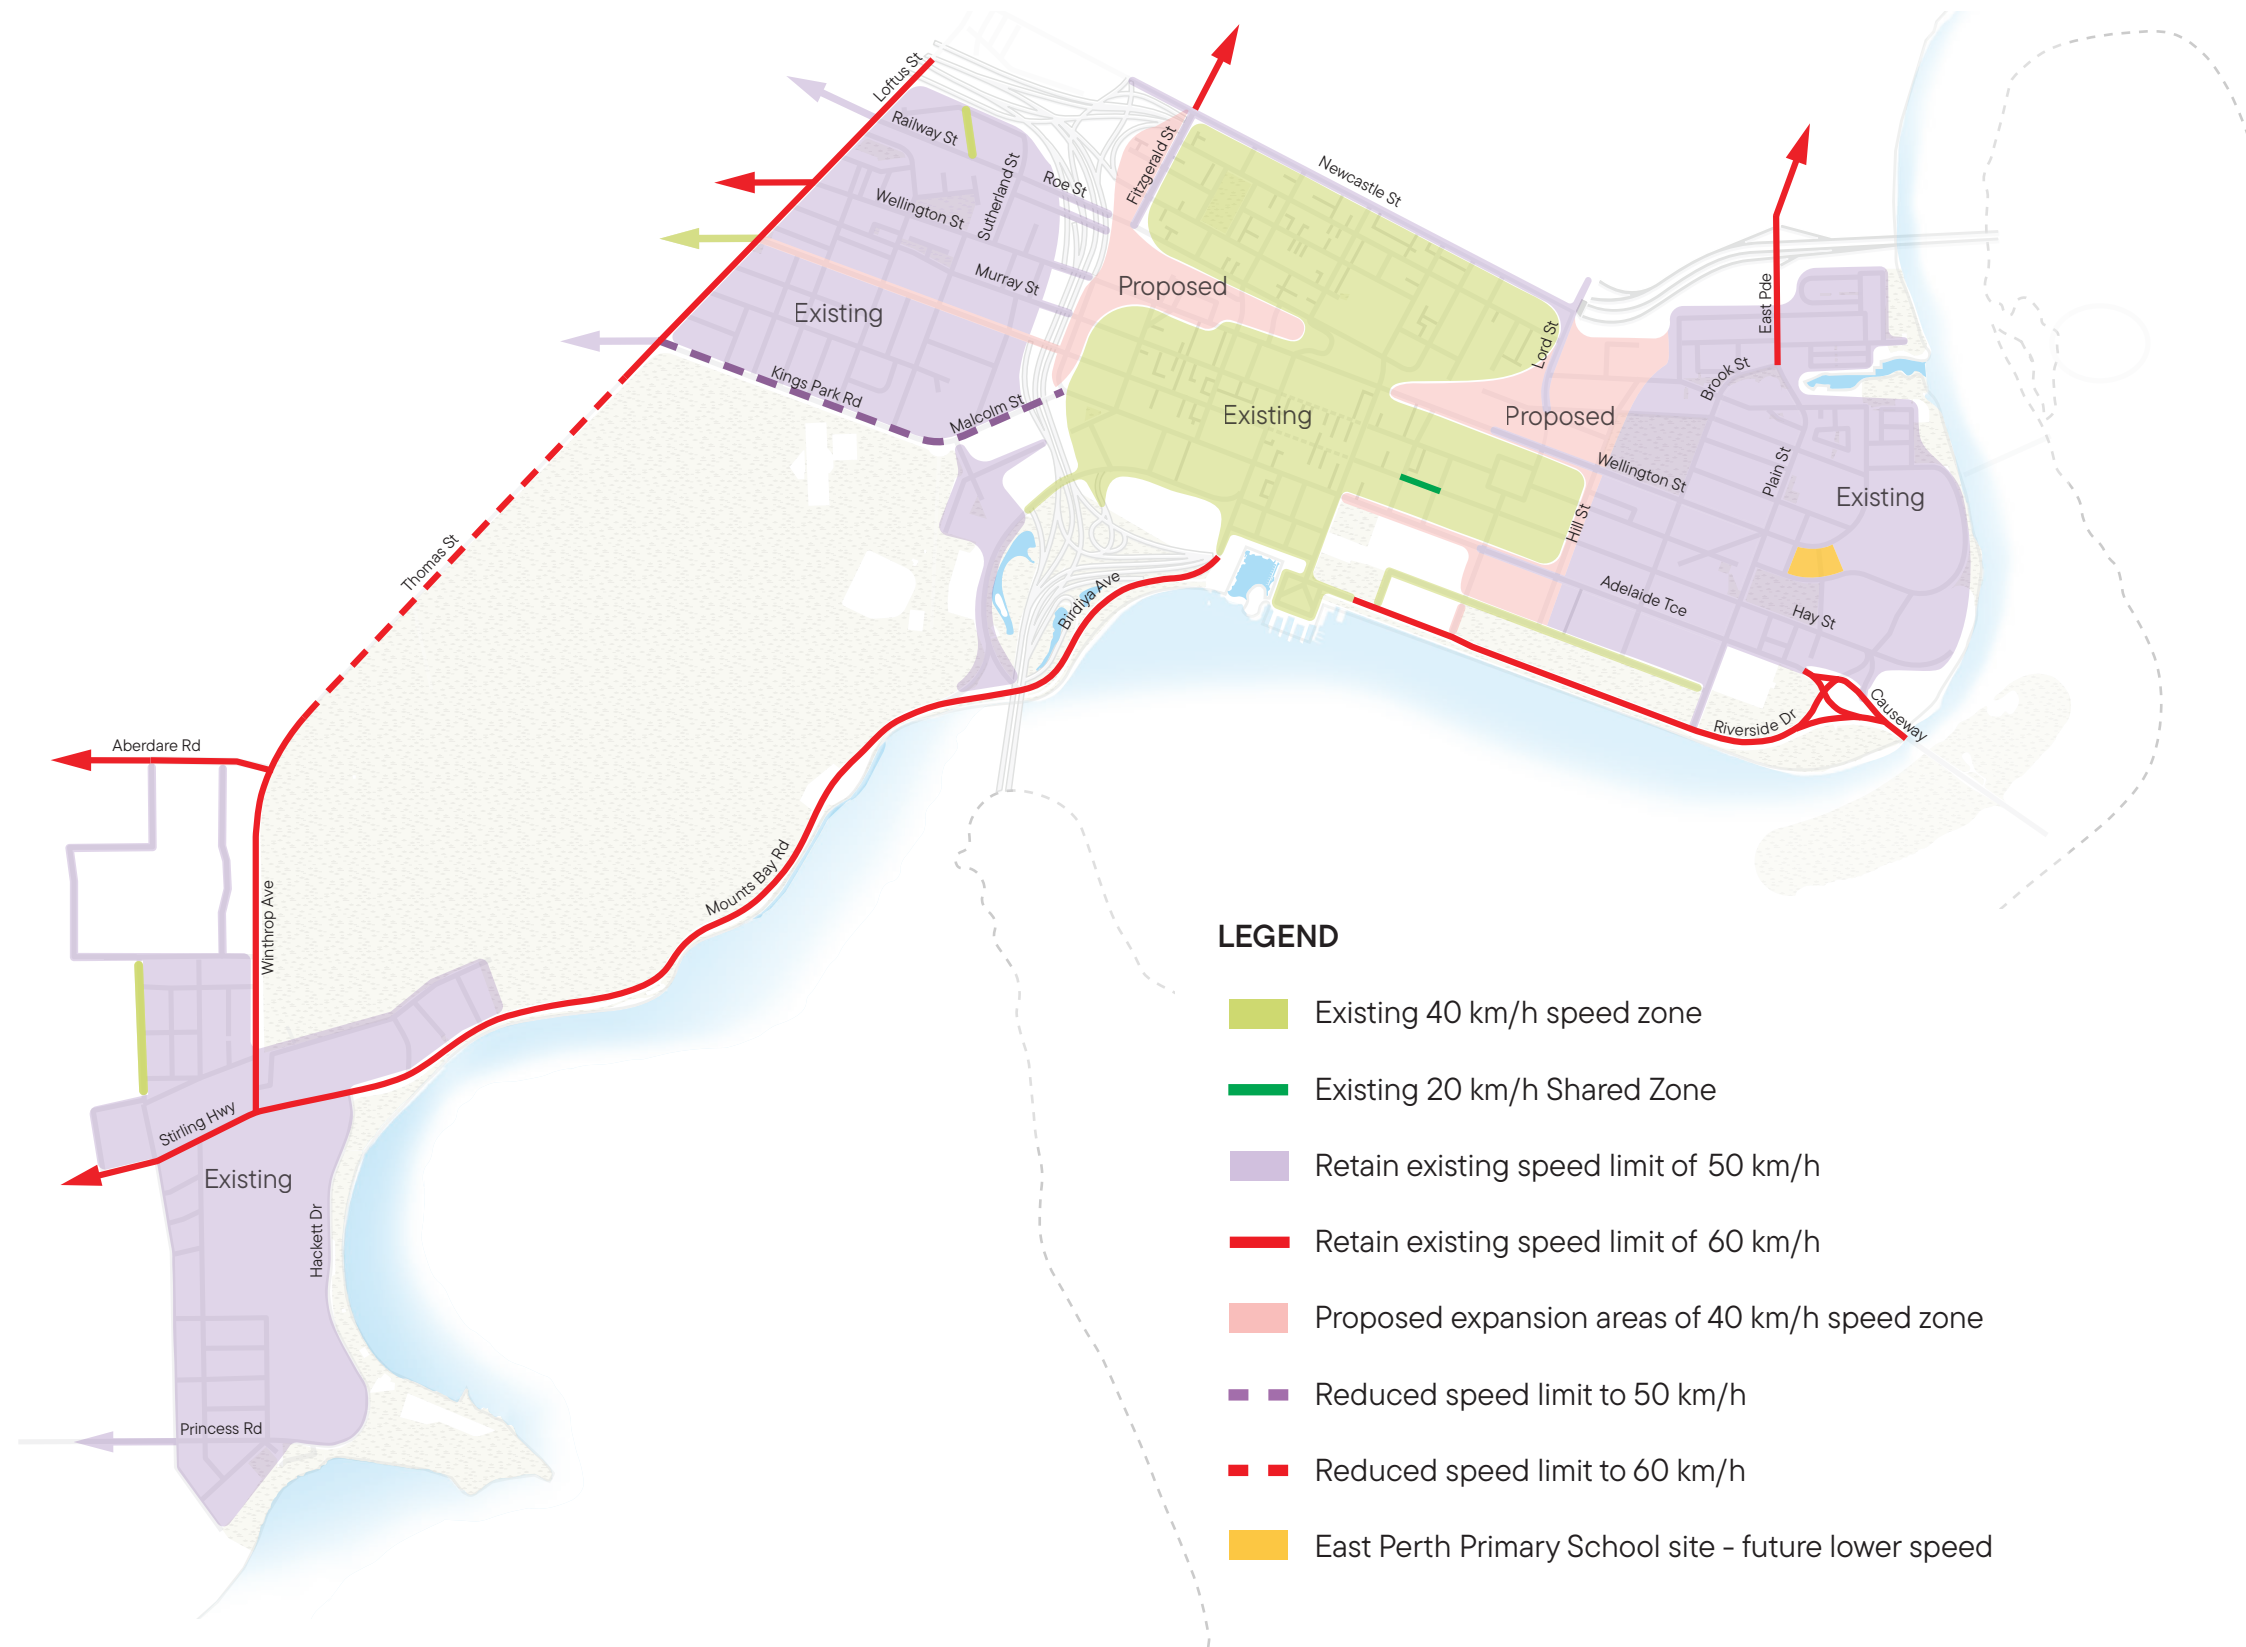 Loftus St
Railway St
Sutherland St
Roe St
Fitzgerald St
Newcastle St
Wellington St
Murray St
Proposed
Existing
Kings Park Rd
Malcolm St
Existing
Lord St
East Pde
Brook St
Proposed
Wellington St
Plain St
Existing
Hill St
Adelaide Tce
Hay St
Thomas St
Birdiya Ave
Riverside Dr
Causeway
Aberdare Rd
Mounts Bay Rd
Winthrop Ave
Stirling Hwy
Existing
Hackett Dr
Princess Rd
LEGEND
Existing 40 km/h speed zone
Existing 20 km/h Shared Zone
Retain existing speed limit of 50 km/h
Retain existing speed limit of 60 km/h
Proposed expansion areas of 40 km/h speed zone
Reduced speed limit to 50 km/h
Reduced speed limit to 60 km/h
East Perth Primary School site - future lower speed